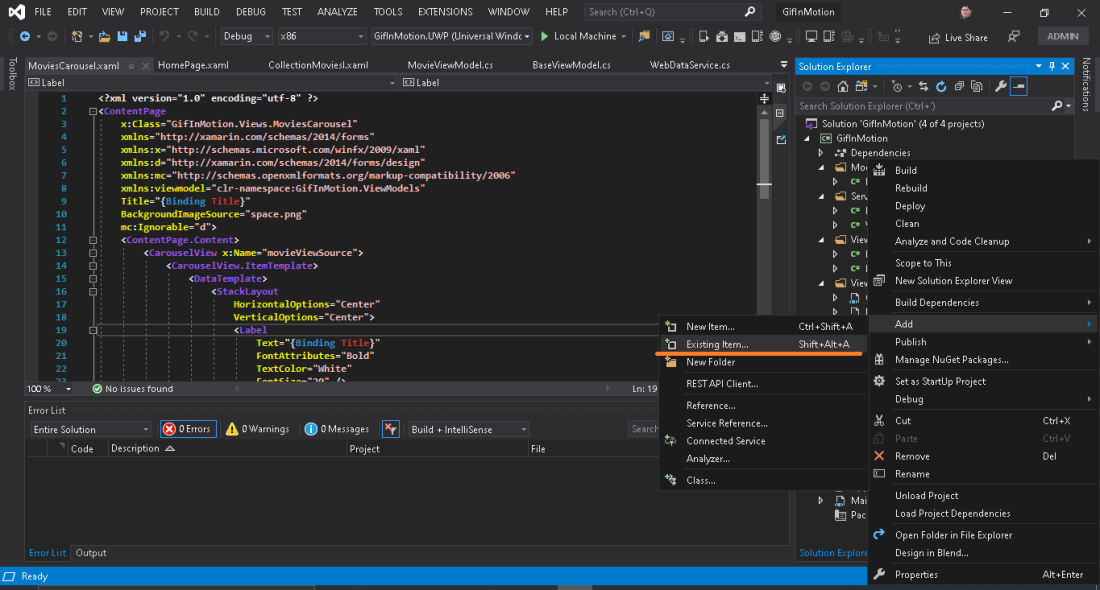 FILE EDIT VIEW PROJECT BUILD DEBUG TEST ANALYZE TOOLS EXTENSIONS WINDOW HELP Search (Ctrl+Q) GifInMotion
Debug x86 GifInMotion.UWP (Universal Windo Local Machine Live Share ADMIN
MoviesCarousel.xaml HomePage.xaml CollectionMoviesI.xaml MovieViewModel.cs BaseViewModel.cs WebDataService.cs
Toolbox
Label Label
1 <?xml version="1.0" encoding="utf-8" ?>
2 <ContentPage
3 x:Class="GifInMotion.Views.MoviesCarousel"
4 xmlns="http://xamarin.com/schemas/2014/forms"
5 xmlns:x="http://schemas.microsoft.com/winfx/2009/xaml"
6 xmlns:d="http://xamarin.com/schemas/2014/forms/design"
7 xmlns:mc="http://schemas.openxmlformats.org/markup-compatibility/2006"
8 xmlns:viewmodel="clr-namespace:GifInMotion.ViewModels"
9 Title="{Binding Title}"
10 BackgroundImageSource="space.png"
11 mc:Ignorable="d">
12 <ContentPage.Content>
13 <CarouselView x:Name="movieViewSource">
14 <CarouselView.ItemTemplate>
15 <DataTemplate>
16 <StackLayout
17 HorizontalOptions="Center"
18 VerticalOptions="Center">
19 <Label
20 Text="{Binding Title}"
21 FontAttributes="Bold"
22 TextColor="White"
23 FontSize="20" />
100 % No issues found Ln: 19
Error List
Entire Solution 0 Errors 0 Warnings 0 Messages Build + IntelliSense Search
Code Description Project File
Error List Output
Ready
Solution Explorer
Notifications
Search Solution Explorer (Ctrl+')
Solution 'GifInMotion' (4 of 4 projects)
GifInMotion
Dependencies
Mo
Ser
View
View
Mai
Pac
Solution Explore
Build
Rebuild
Deploy
Clean
Analyze and Code Cleanup
Scope to This
New Solution Explorer View
Build Dependencies
Add
Publish
Manage NuGet Packages...
Set as StartUp Project
Debug
Cut Ctrl+X
Paste Ctrl+V
Remove Del
Rename
Unload Project
Load Project Dependencies
Open Folder in File Explorer
Design in Blend...
Properties Alt+Enter
New Item... Ctrl+Shift+A
Existing Item... Shift+Alt+A
New Folder
REST API Client...
Reference...
Service Reference...
Connected Service
Analyzer...
Class...